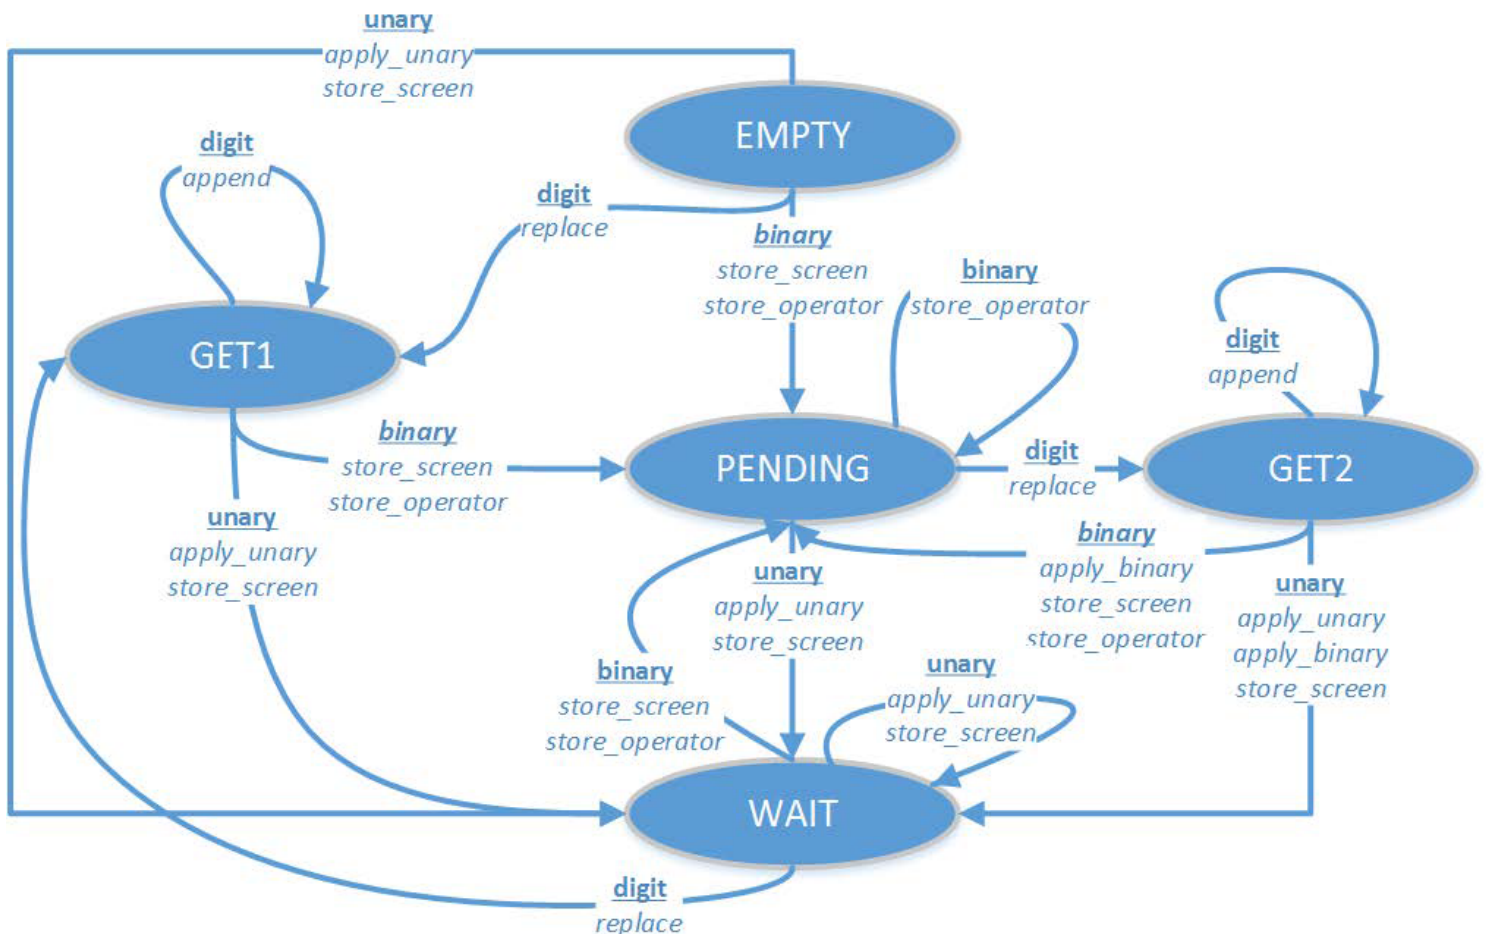 unary
apply_unary
store_screen
EMPTY
digit
append
digit
replace
binary
store_screen
store_operator
binary
store_operator
GET1
digit
append
binary
store_screen
store_operator
PENDING
digit
replace
GET2
unary
apply_unary
store_screen
unary
apply_unary
store_screen
binary
apply_binary
store_screen
store_operator
unary
apply_unary
apply_binary
store_screen
binary
store_screen
store_operator
unary
apply_unary
store_screen
WAIT
digit
replace